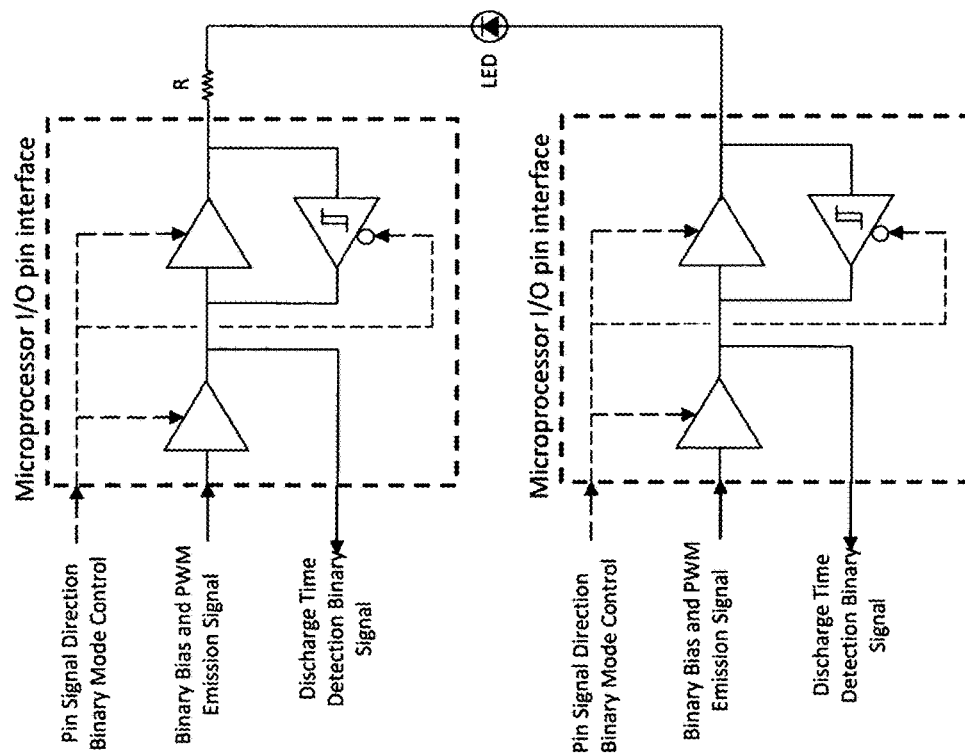 Microprocessor I/O pin interface
R
LED
Pin Signal Direction
Binary Mode Control
Binary Bias and PWM
Emission Signal
Discharge Time
Detection Binary
Signal
Microprocessor I/O pin interface
Pin Signal Direction
Binary Mode Control
Binary Bias and PWM
Emission Signal
Discharge Time
Detection Binary
Signal